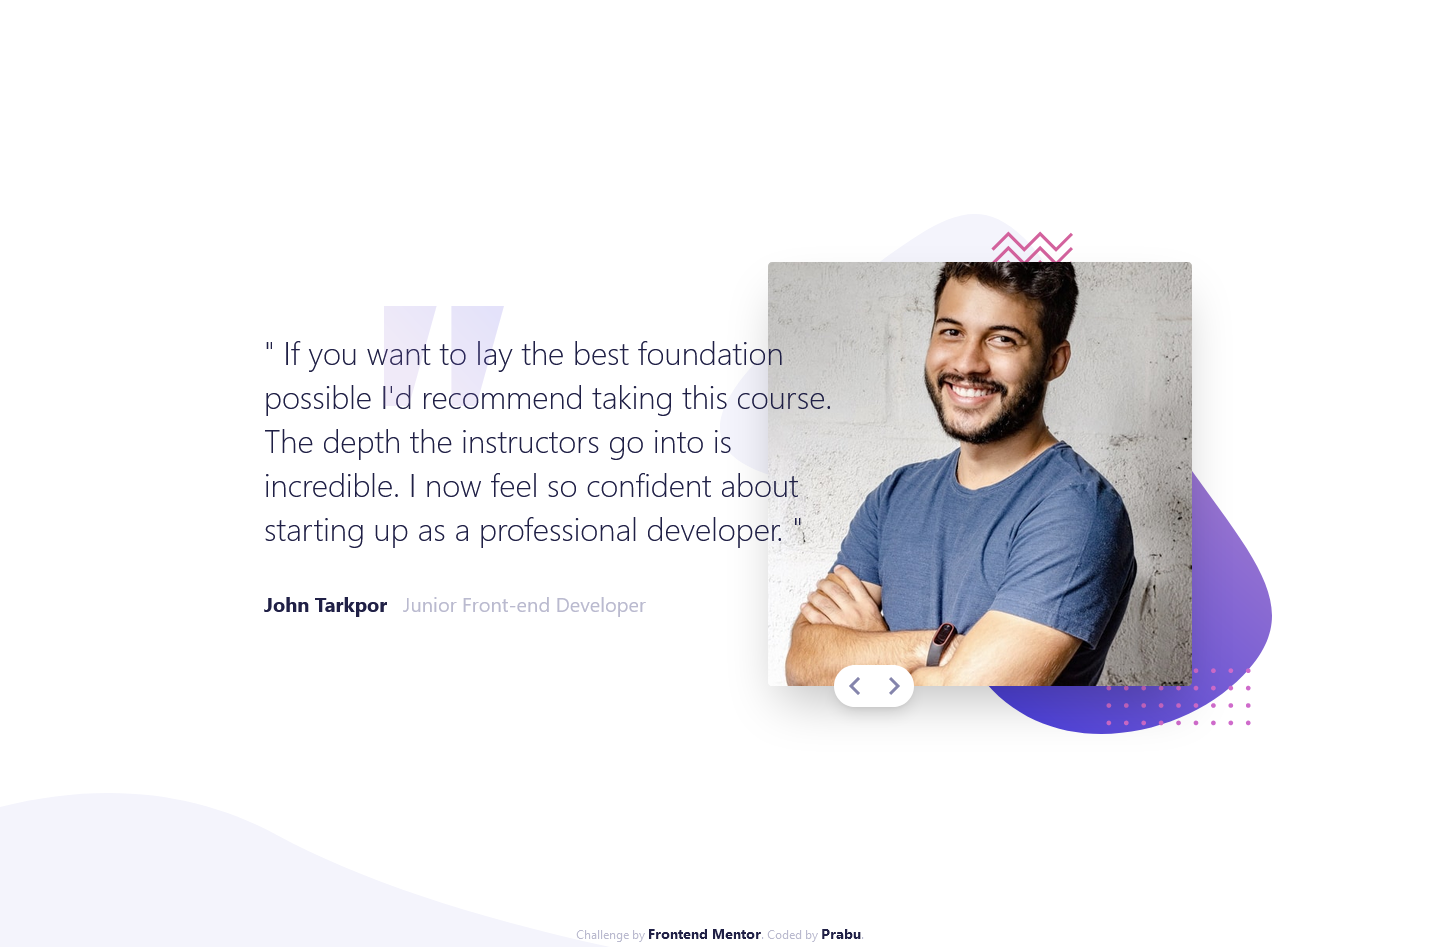 " If you want to lay the best foundation
possible I'd recommend taking this course.
The depth the instructors go into is
incredible. I now feel so confident about
starting up as a professional developer. "
John Tarkpor Junior Front-end Developer
Challenge by Frontend Mentor. Coded by Prabu.